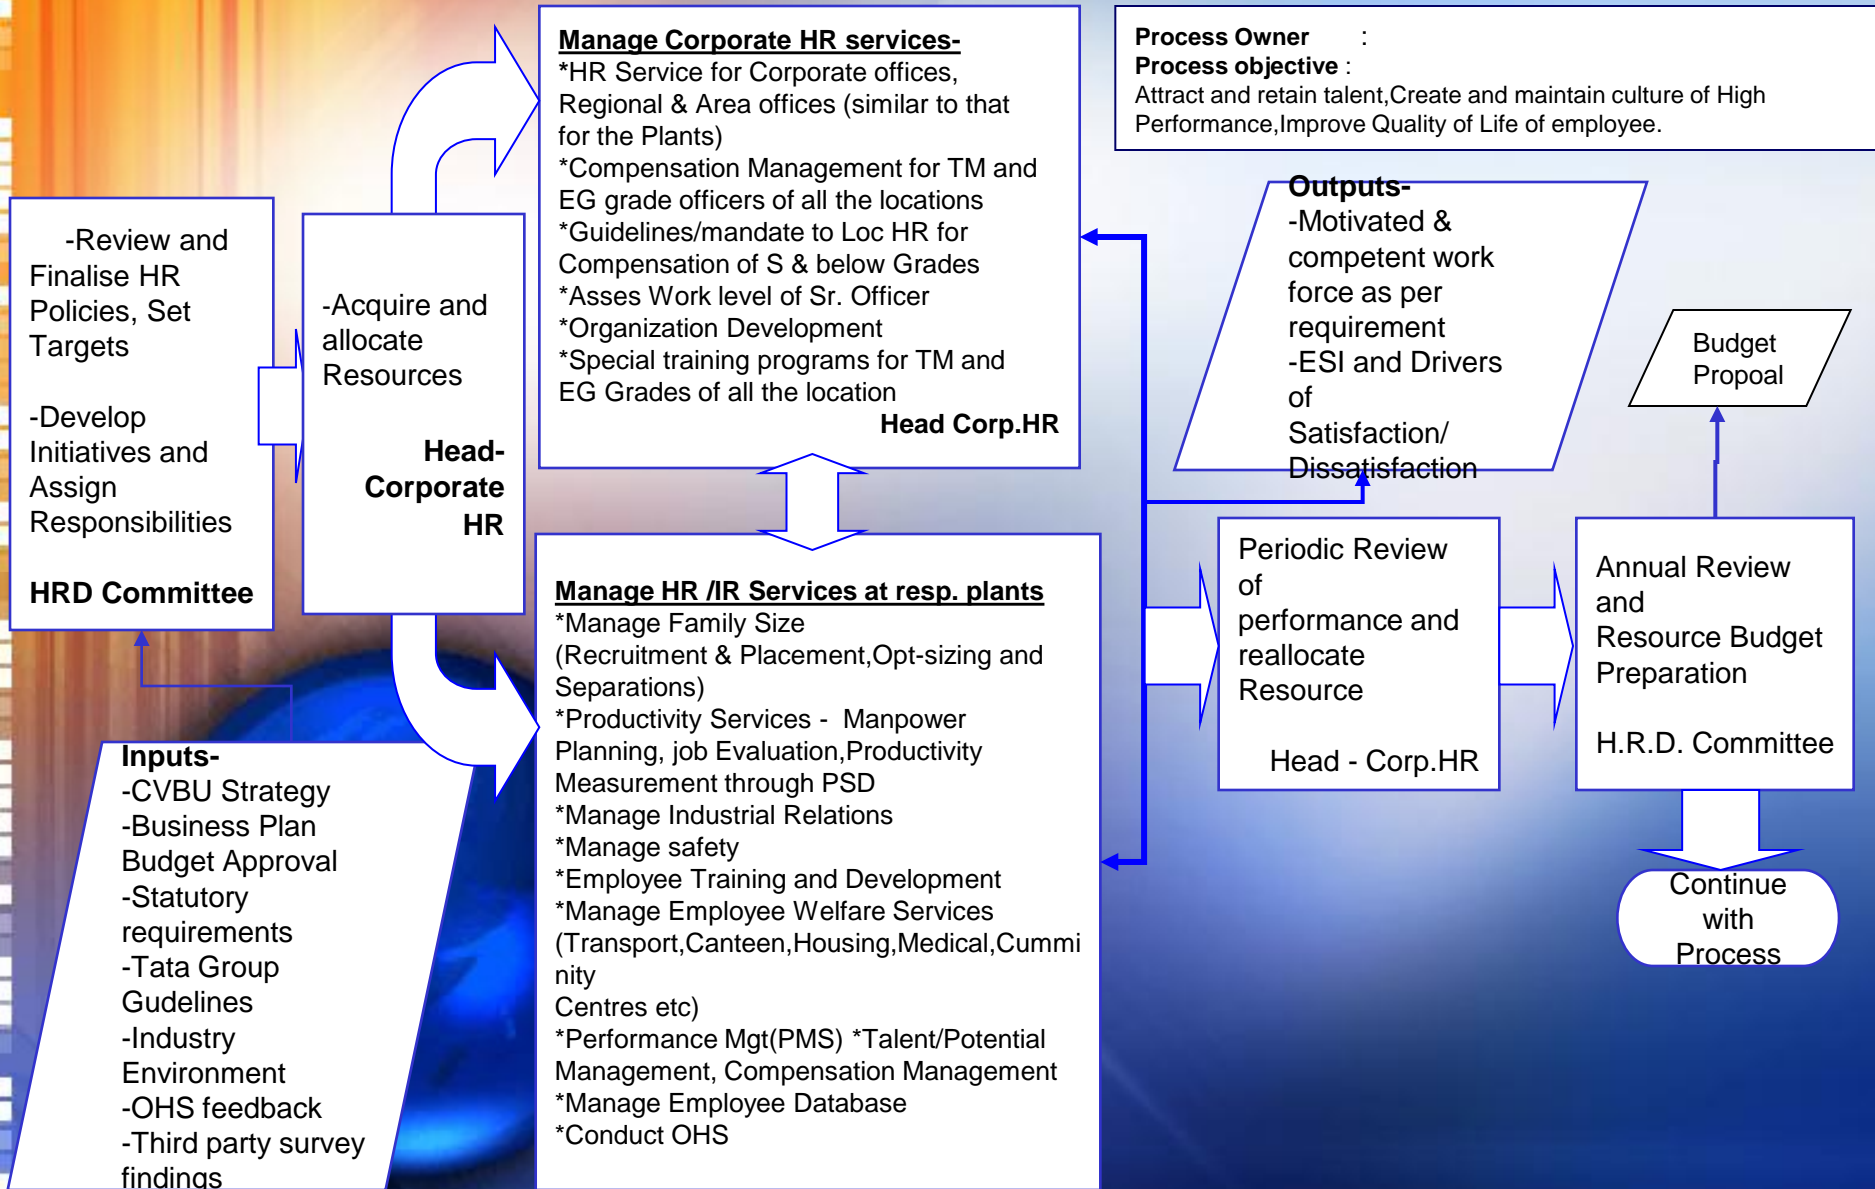 Manage Corporate HR services-
*HR Service for Corporate offices,
Regional & Area offices (similar to that
for the Plants)
*Compensation Management for TM and
EG grade officers of all the locations
*Guidelines/mandate to Loc HR for
Compensation of S & below Grades
*Asses Work level of Sr. Officer
*Organization Development
*Special training programs for TM and
EG Grades of all the location
Head Corp.HR
Process Owner :
Process objective :
Attract and retain talent,Create and maintain culture of High
Performance,Improve Quality of Life of employee.
-Review and
Finalise HR
Policies, Set
Targets
-Develop
Initiatives and
Assign
Responsibilities
HRD Committee
-Acquire and
allocate
Resources
Head-
Corporate
HR
Outputs-
-Motivated &
competent work
force as per
requirement
-ESI and Drivers
of
Satisfaction/
Dissatisfaction
Budget
Propoal
Inputs-
-CVBU Strategy
-Business Plan
Budget Approval
-Statutory
requirements
-Tata Group
Gudelines
-Industry
Environment
-OHS feedback
-Third party survey
findings
Manage HR /IR Services at resp. plants
*Manage Family Size
(Recruitment & Placement,Opt-sizing and
Separations)
*Productivity Services - Manpower
Planning, job Evaluation,Productivity
Measurement through PSD
*Manage Industrial Relations
*Manage safety
*Employee Training and Development
*Manage Employee Welfare Services
(Transport,Canteen,Housing,Medical,Cummi
nity
Centres etc)
*Performance Mgt(PMS) *Talent/Potential
Management, Compensation Management
*Manage Employee Database
*Conduct OHS
Periodic Review
of
performance and
reallocate
Resource
Head - Corp.HR
Annual Review
and
Resource Budget
Preparation
H.R.D. Committee
Continue
with
Process